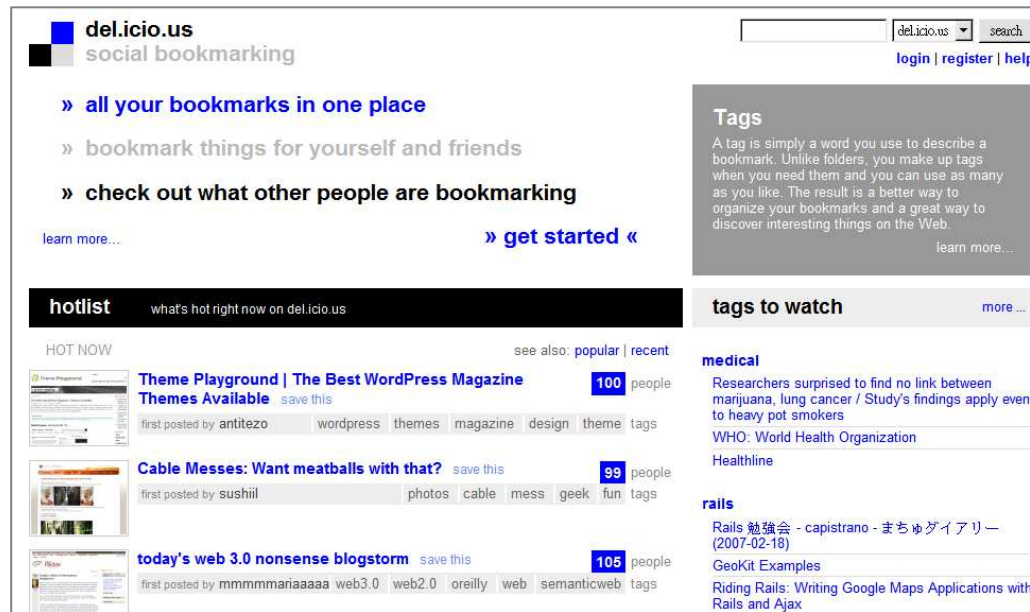 del.icio.us
social bookmarking
del.icio.us search
login | register | help
» all your bookmarks in one place
» bookmark things for yourself and friends
» check out what other people are bookmarking
learn more...
» get started «
Tags
A tag is simply a word you use to describe a
bookmark. Unlike folders, you make up tags
when you need them and you can use as many
as you like. The result is a better way to
organize your bookmarks and a great way to
discover interesting things on the Web.
learn more...
hotlist what's hot right now on del.icio.us
HOT NOW see also: popular | recent
Theme Playground | The Best WordPress Magazine
Themes Available save this
100 people
first posted by antitezo wordpress themes magazine design theme tags
Cable Messes: Want meatballs with that? save this 99 people
first posted by sushiil photos cable mess geek fun tags
today's web 3.0 nonsense blogstorm save this 105 people
first posted by mmmmmariaaaaa web3.0 web2.0 oreilly web semanticweb tags
tags to watch more ...
medical
Researchers surprised to find no link between
marijuana, lung cancer / Study's findings apply even
to heavy pot smokers
WHO: World Health Organization
Healthline
rails
Rails 勉強会 - capistrano - まちゅダイアリー
(2007-02-18)
GeoKit Examples
Riding Rails: Writing Google Maps Applications with
Rails and Ajax